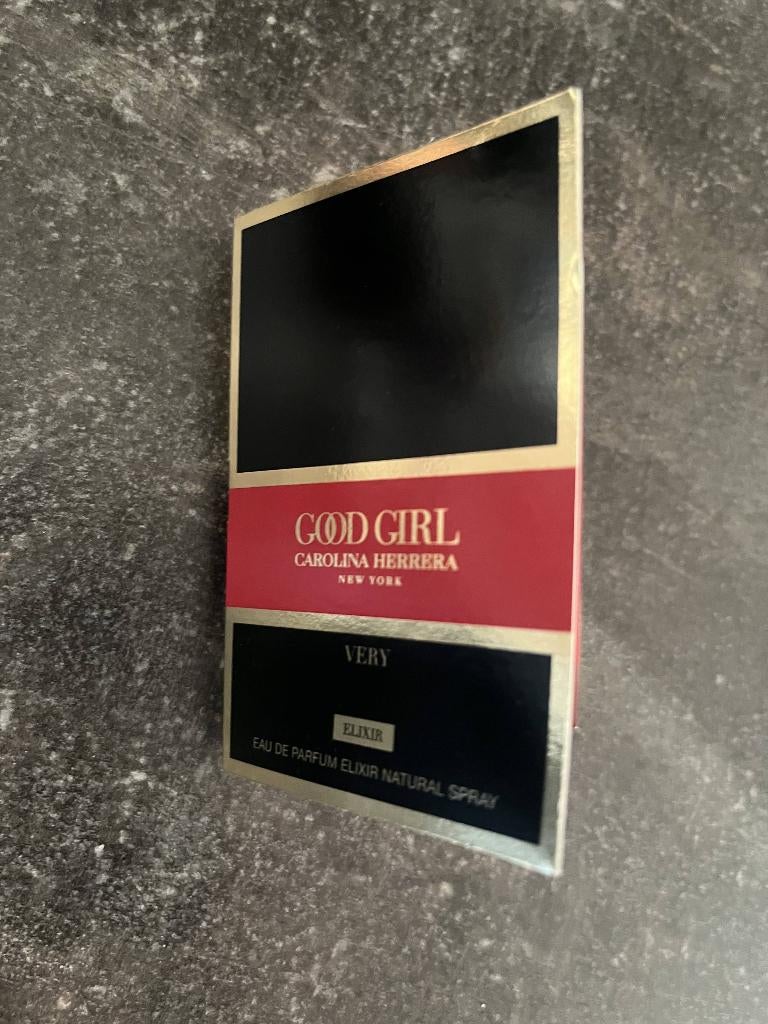 GOOD GIRL
CAROLINA HERRERA
NEW YORK
VERY
ELIXIR
EAU DE PARFUM ELIXIR NATURAL SPRAY